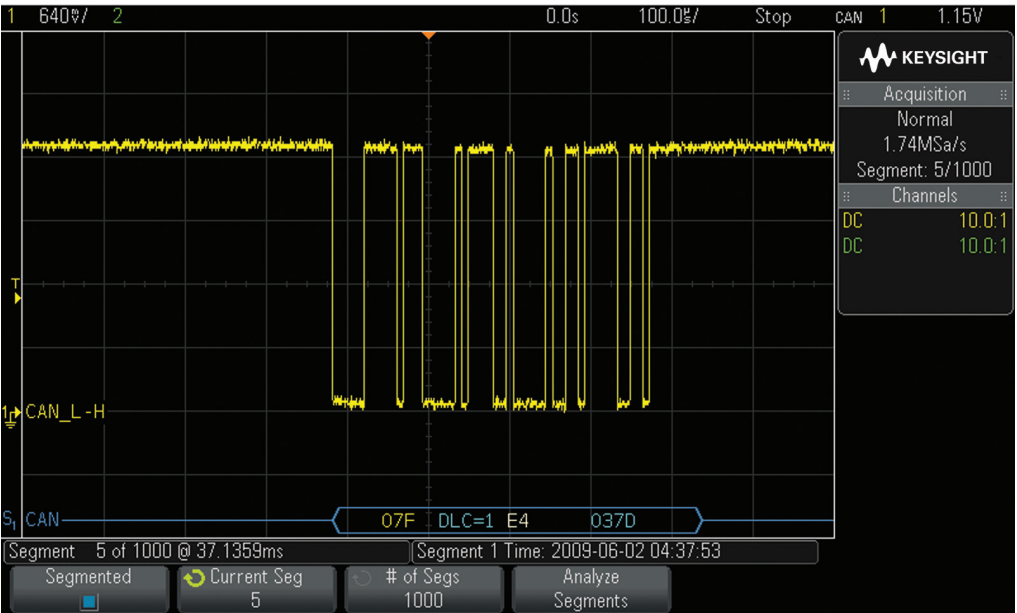 1 640mV/ 2 0.0s 100.0s/ Stop CAN 1 1.15V
KEYSIGHT
Acquisition
Normal
1.74MSa/s
Segment: 5/1000
Channels
DC 10.0:1
DC 10.0:1
T
1 CAN_L-H
S1 CAN 07F DLC=1 E4 037D
Segment 5 of 1000 @ 37.1359ms Segment 1 Time: 2009-06-02 04:37:53
Segmented Current Seg # of Segs Analyze
5 1000 Segments